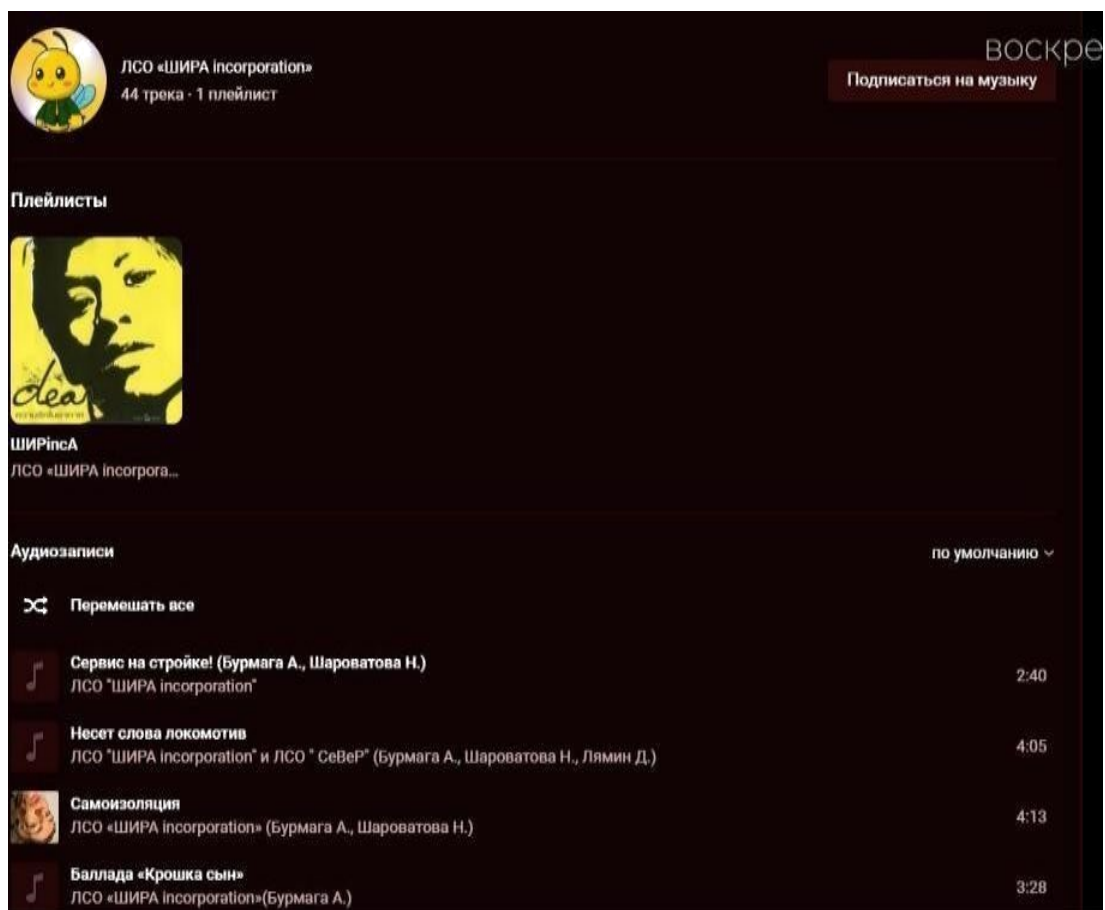 воскре
ЛСО «ШИРА incorporation»
44 трека · 1 плейлист
Подписаться на музыку
Плейлисты
dear
ШИРincА
ЛСО «ШИРА incorpora...
Аудиозаписи
по умолчанию
Перемешать все
Сервис на стройке! (Бурмага А., Шароватова Н.)
ЛСО "ШИРА incorporation"
2:40
Несет слова локомотив
ЛСО "ШИРА incorporation" и ЛСО " СеВеР" (Бурмага А., Шароватова Н., Лямин Д.)
4:05
Самоизоляция
ЛСО «ШИРА incorporation» (Бурмага А., Шароватова Н.)
4:13
Баллада «Крошка сын»
ЛСО «ШИРА incorporation»(Бурмага А.)
3:28